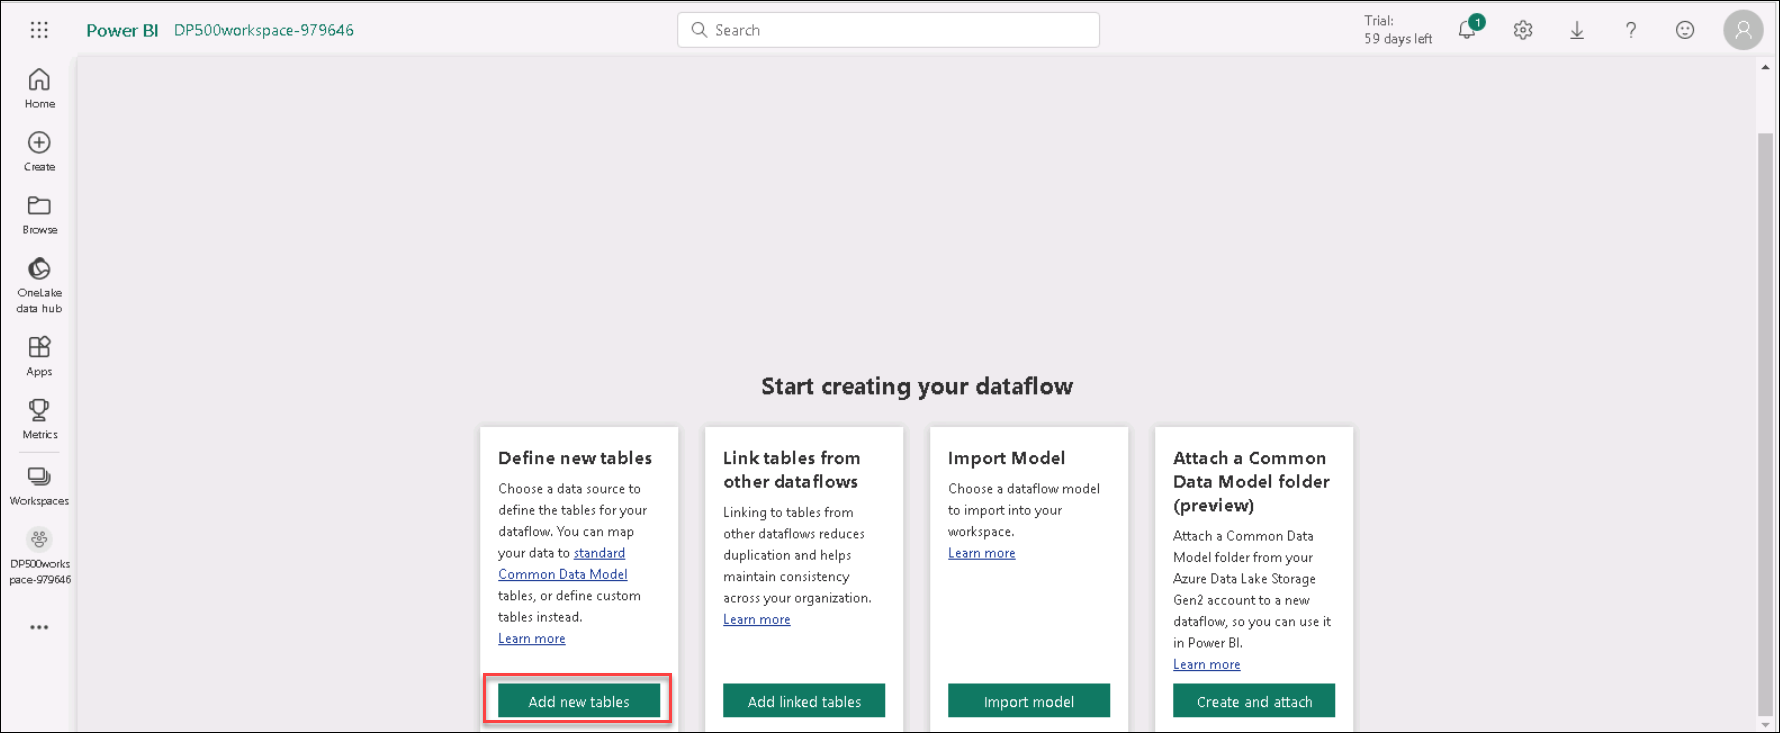 Power BI DP500workspace-979646
Search
Trial:
59 days left
1
Home
Create
Browse
OneLake
data hub
Apps
Metrics
Workspaces
DP500works
pace-979646
Start creating your dataflow
Define new tables
Choose a data source to
define the tables for your
dataflow. You can map
your data to standard
Common Data Model
tables, or define custom
tables instead.
Learn more
Add new tables
Link tables from
other dataflows
Linking to tables from
other dataflows reduces
duplication and helps
maintain consistency
across your organization.
Learn more
Add linked tables
Import Model
Choose a dataflow model
to import into your
workspace.
Learn more
Import model
Attach a Common
Data Model folder
(preview)
Attach a Common Data
Model folder from your
Azure Data Lake Storage
Gen2 account to a new
dataflow, so you can use it
in Power BI.
Learn more
Create and attach